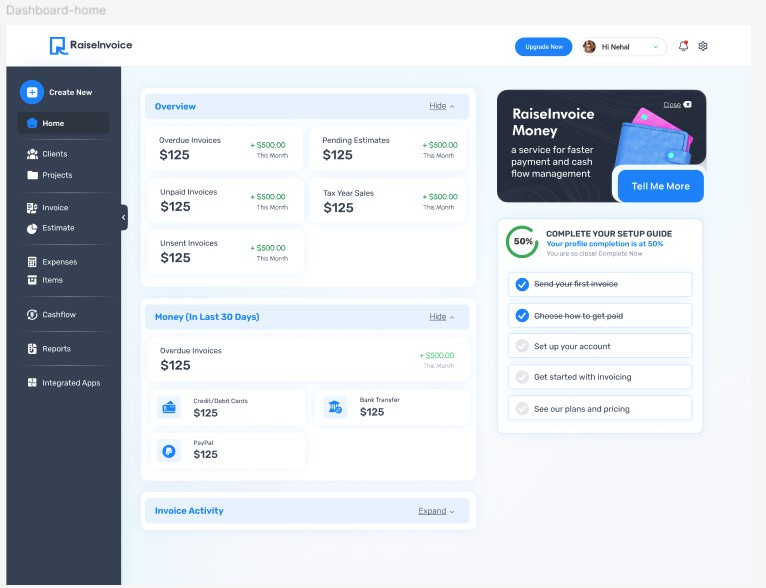 Dashboard-home
RaiseInvoice
Upgrade Now
Hi Nehal
Create New
Home
Clients
Projects
Invoice
Estimate
Expenses
Items
Cashflow
Reports
Integrated Apps
Overview
Hide
Overdue Invoices
$125
+ $500.00
This Month
Pending Estimates
$125
+ $500.00
This Month
Unpaid Invoices
$125
+ $500.00
This Month
Tax Year Sales
$125
+ $500.00
This Month
Unsent Invoices
$125
+ $500.00
This Month
Money (In Last 30 Days)
Hide
Overdue Invoices
$125
+ $500.00
This Month
Credit/Debit Cards
$125
Bank Transfer
$125
PayPal
$125
Invoice Activity
Expand
Close
RaiseInvoice
Money
a service for faster
payment and cash
flow management
Tell Me More
50%
COMPLETE YOUR SETUP GUIDE
Your profile completion is at 50%
You are so close! Complete Now
Send your first invoice
Choose how to get paid
Set up your account
Get started with invoicing
See our plans and pricing